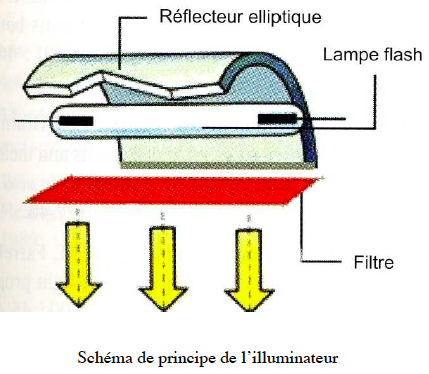 Réflecteur elliptique
Lampe flash
Filtre
Schéma de principe de l'illuminateur